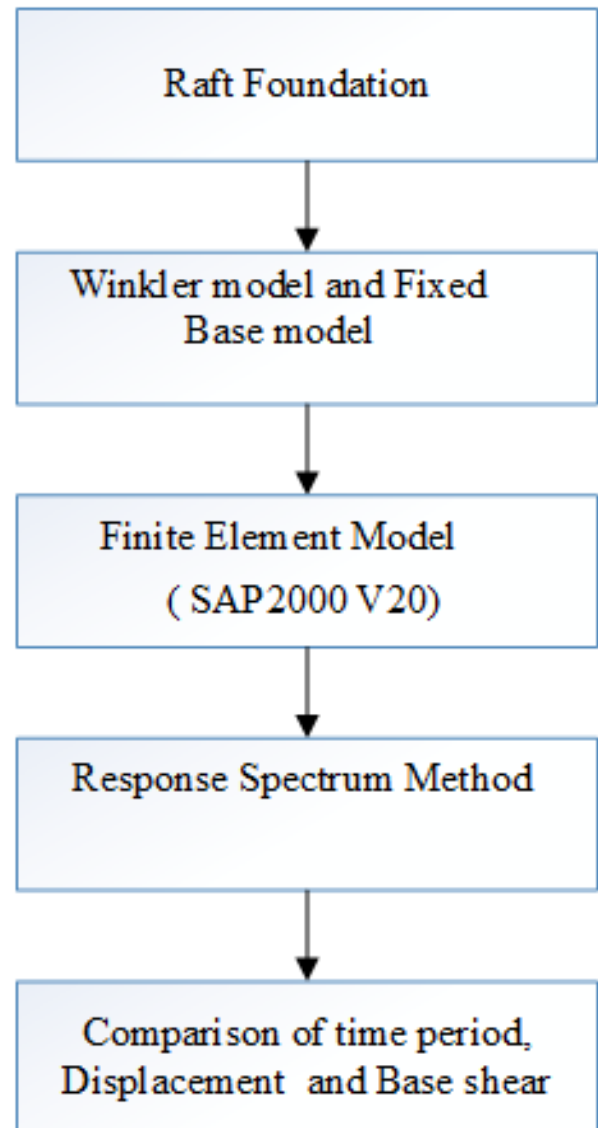 Raft Foundation
Winkler model and Fixed
Base model
Finite Element Model
( SAP2000 V20)
Response Spectrum Method
Comparison of time period,
Displacement and Base shear